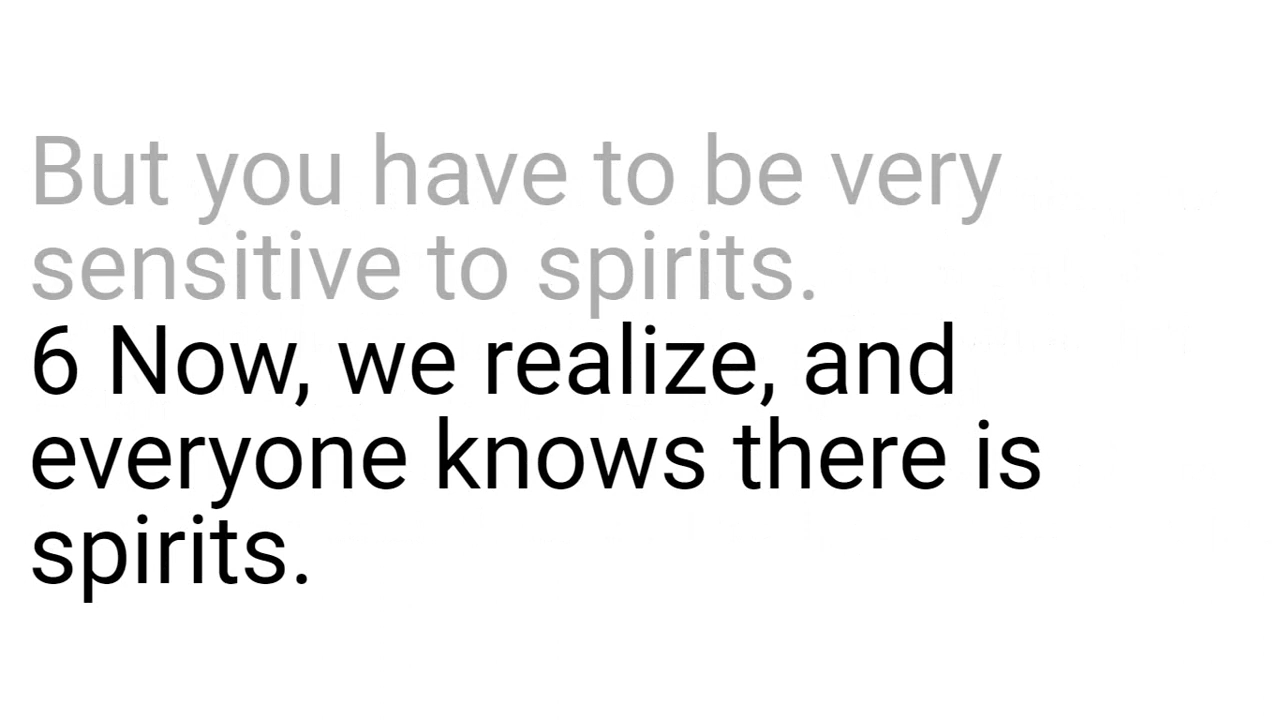 But you have to be very
sensitive to spirits.
6 Now, we realize, and
everyone knows there is
spirits.